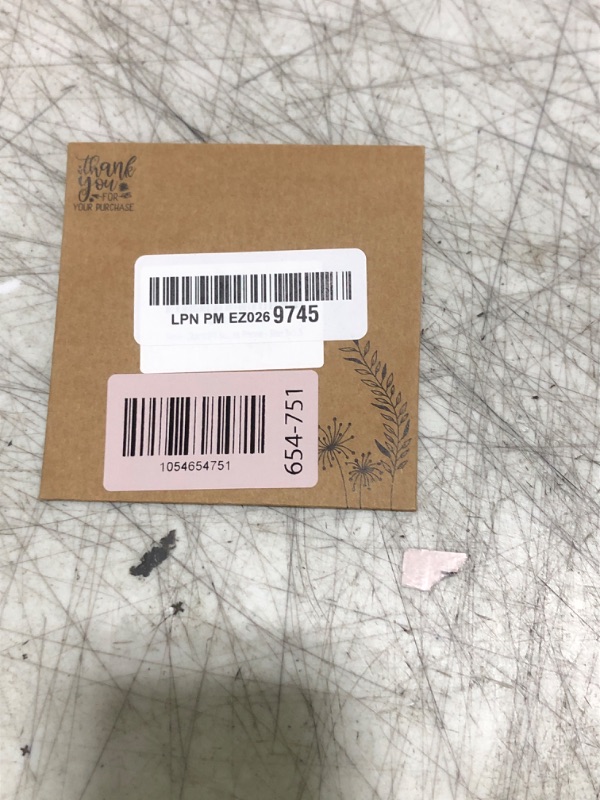 thank
you
FOR
YOUR PURCHASE
LPN PM EZ026 9745
1054654751
654-751